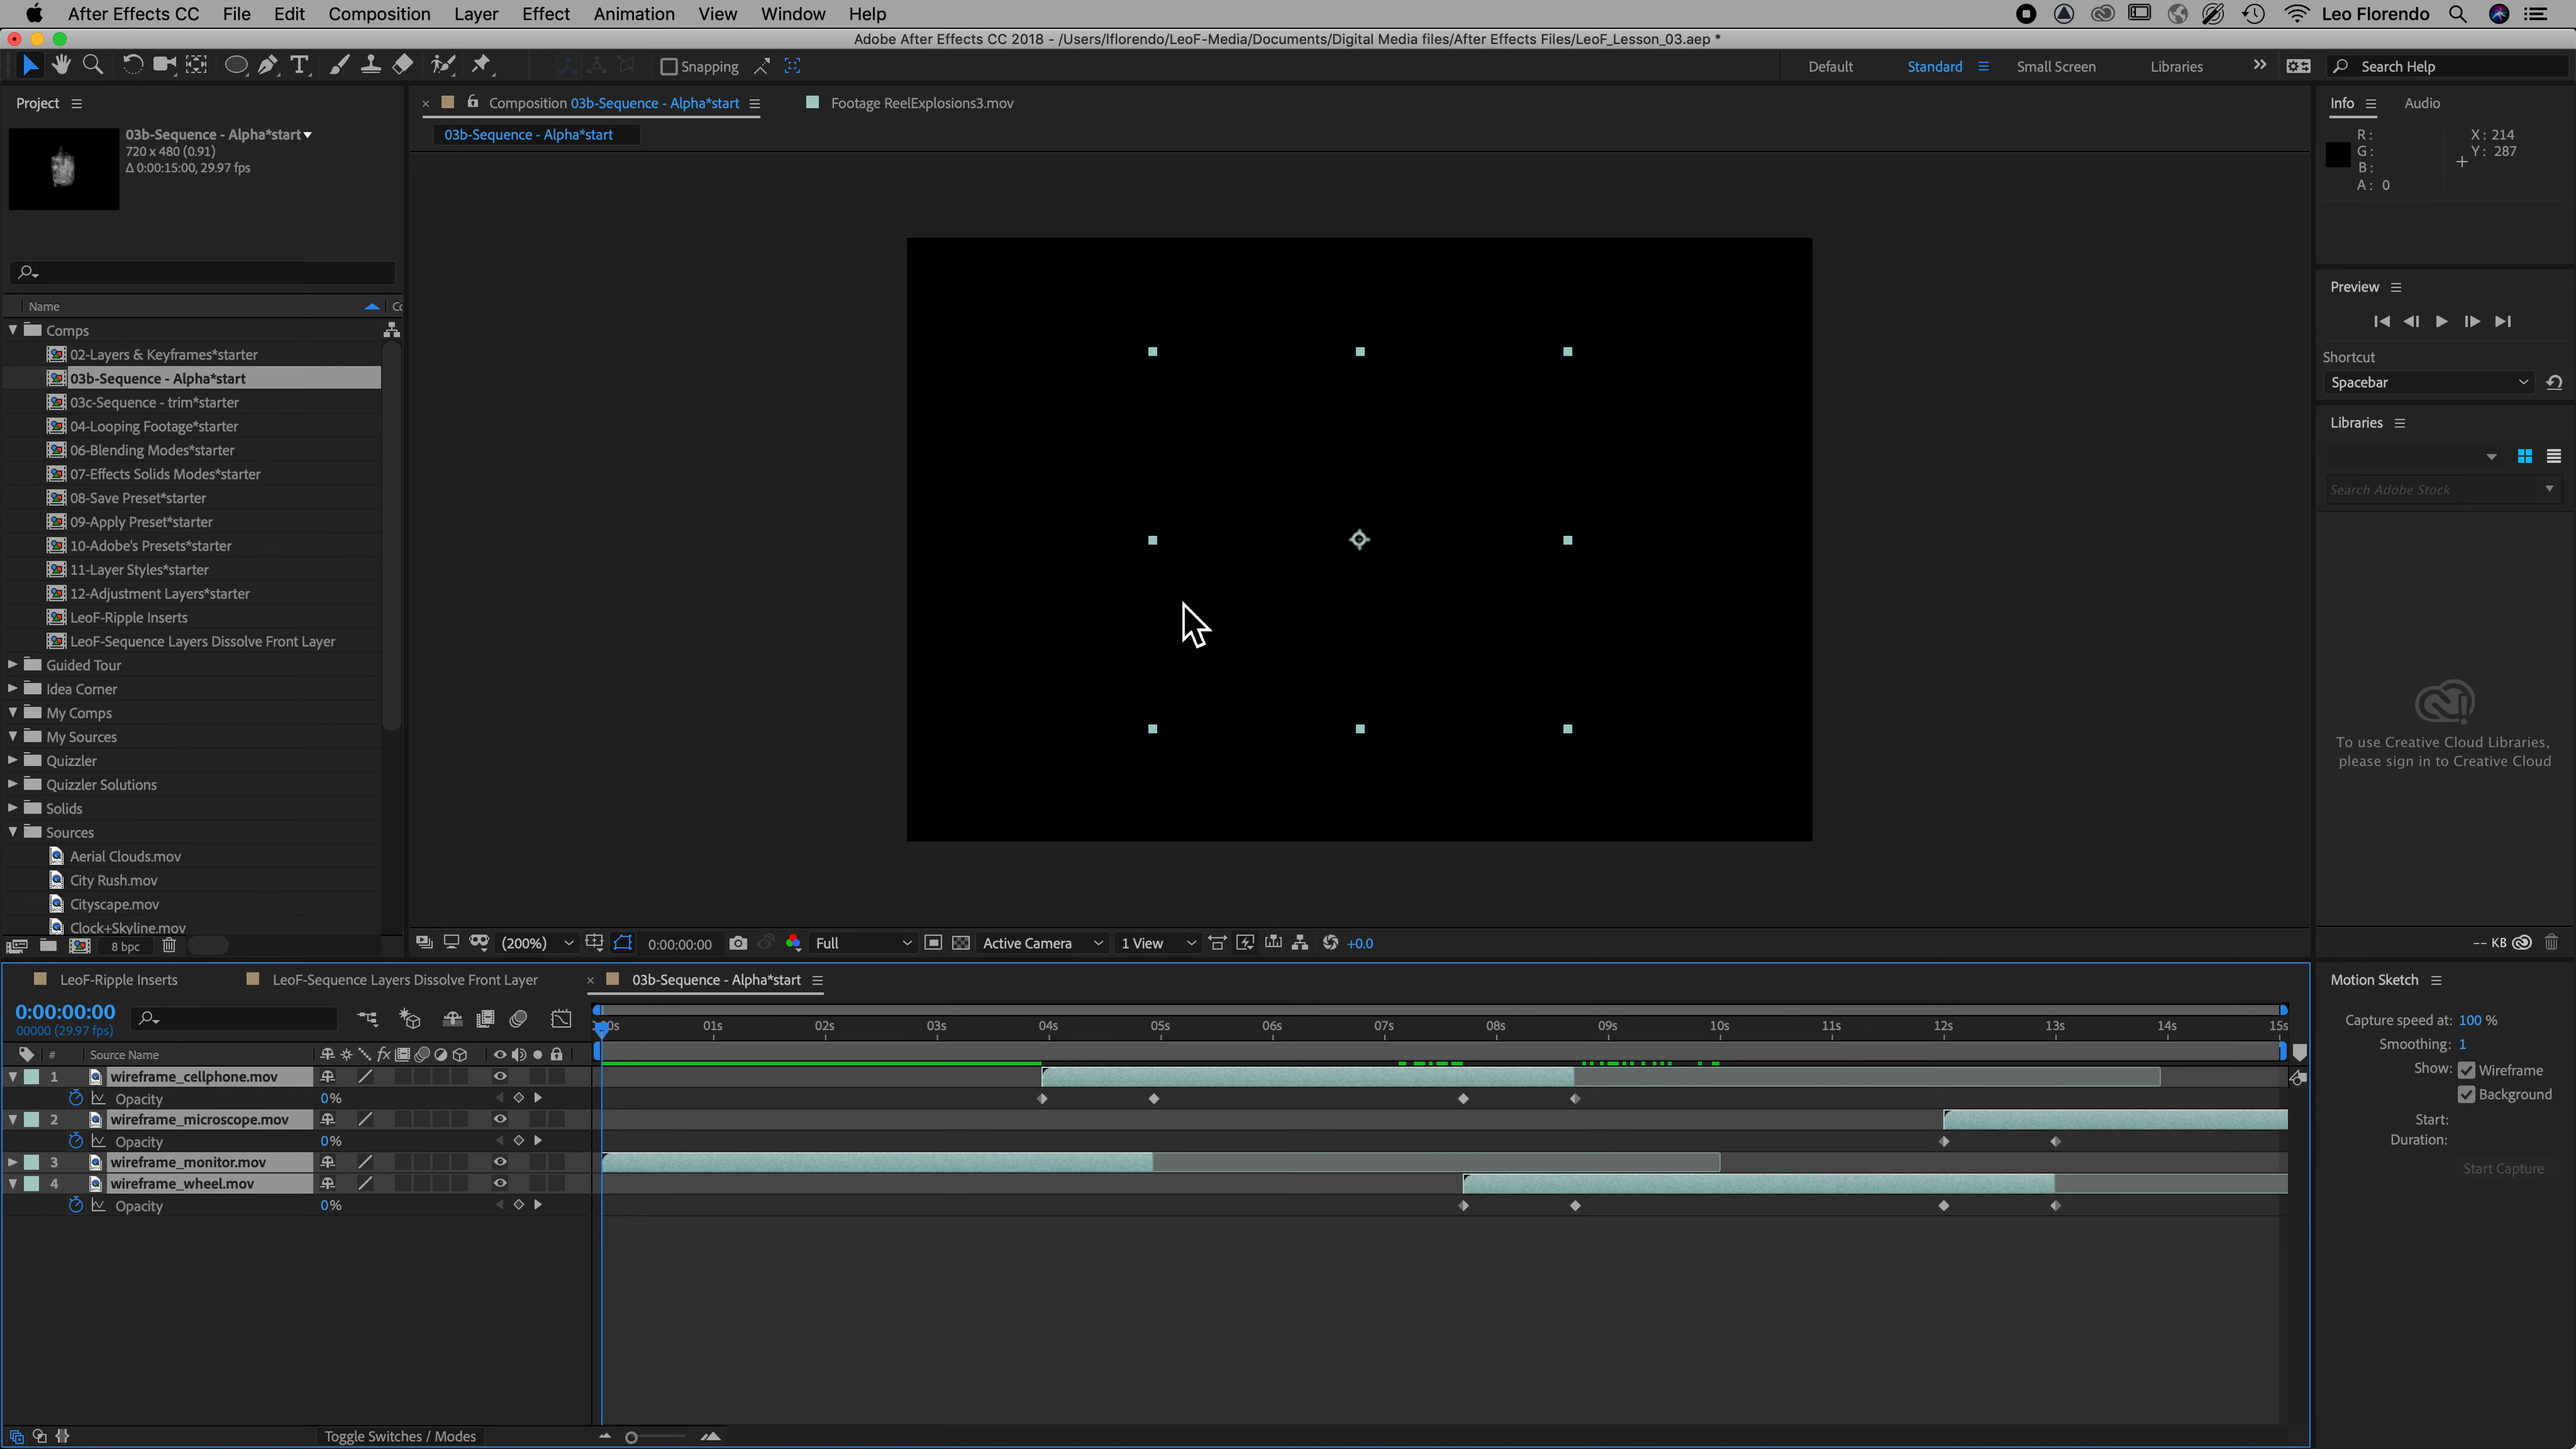 After Effects CC File Edit Composition Layer Effect Animation View Window Help Leo Florendo
Adobe After Effects CC 2018 - /Users/lflorendo/LeoF-Media/Documents/Digital Media files/After Effects Files/LeoF_Lesson_03.aep *
Snapping Default Standard Small Screen Libraries Search Help
Project
03b-Sequence - Alpha*start
720 x 480 (0.91)
Δ 0:00:15:00, 29.97 fps
Name
Comps
02-Layers & Keyframes*starter
03b-Sequence - Alpha*start
03c-Sequence - trim*starter
04-Looping Footage*starter
06-Blending Modes*starter
07-Effects Solids Modes*starter
08-Save Preset*starter
09-Apply Preset*starter
10-Adobe's Presets*starter
11-Layer Styles*starter
12-Adjustment Layers*starter
LeoF-Ripple Inserts
LeoF-Sequence Layers Dissolve Front Layer
Guided Tour
Idea Corner
My Comps
My Sources
Quizzler
Quizzler Solutions
Solids
Sources
Aerial Clouds.mov
City Rush.mov
Cityscape.mov
Clock+Skyline.mov
8 bpc
Composition 03b-Sequence - Alpha*start Footage ReelExplosions3.mov
03b-Sequence - Alpha*start
(200%) 0:00:00:00 Full Active Camera 1 View +0.0
Info Audio
R: X: 214
G: Y: 287
B:
A: 0
Preview
Shortcut
Spacebar
Libraries
Search Adobe Stock
To use Creative Cloud Libraries,
please sign in to Creative Cloud
-- KB
LeoF-Ripple Inserts LeoF-Sequence Layers Dissolve Front Layer 03b-Sequence - Alpha*start
0:00:00:00
00000 (29.97 fps)
01s 02s 03s 04s 05s 06s 07s 08s 09s 10s 11s 12s 13s 14s 15s
# Source Name
1 wireframe_cellphone.mov
Opacity 0%
2 wireframe_microscope.mov
Opacity 0%
3 wireframe_monitor.mov
4 wireframe_wheel.mov
Opacity 0%
Toggle Switches / Modes
Motion Sketch
Capture speed at: 100 %
Smoothing: 1
Show: Wireframe
Background
Start:
Duration:
Start Capture